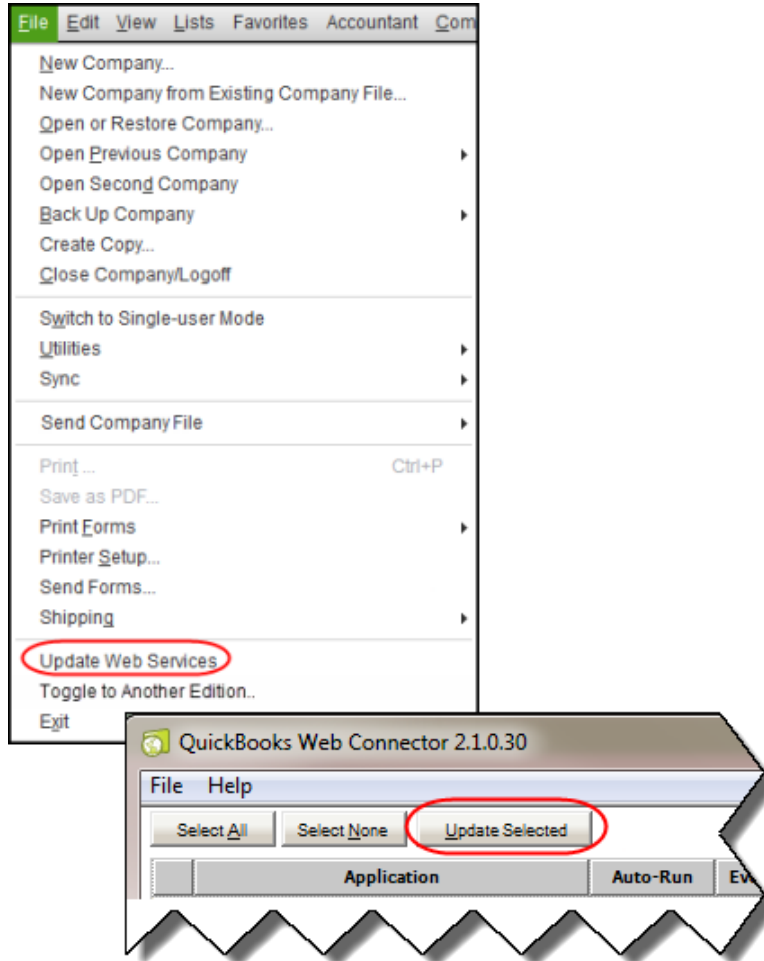 File Edit View Lists Favorites Accountant Com
New Company...
New Company from Existing Company File...
Open or Restore Company...
Open Previous Company
Open Second Company
Back Up Company
Create Copy...
Close Company/Logoff
Switch to Single-user Mode
Utilities
Sync
Send Company File
Print ... Ctrl+P
Save as PDF...
Print Forms
Printer Setup...
Send Forms...
Shipping
Update Web Services
Toggle to Another Edition..
Exit
QuickBooks Web Connector 2.1.0.30
File Help
Select All Select None Update Selected
Application Auto-Run Ev